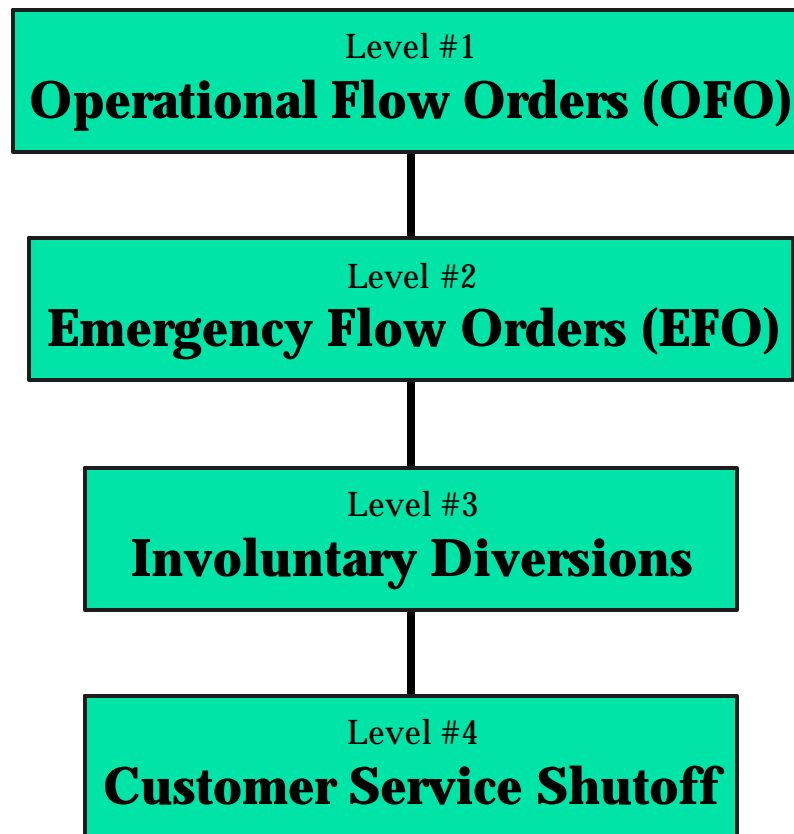 Level #1
Operational Flow Orders (OFO)
Level #2
Emergency Flow Orders (EFO)
Level #3
Involuntary Diversions
Level #4
Customer Service Shutoff